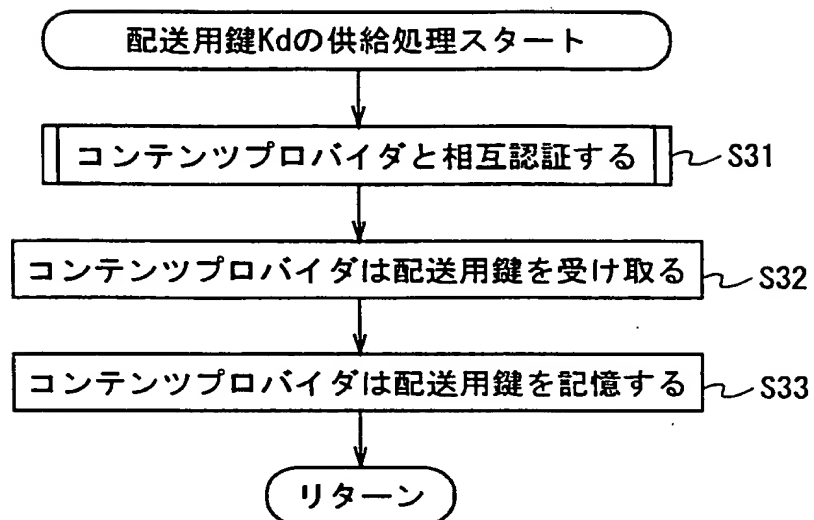 配送用鍵Kdの供給処理スタート
コンテンツプロバイダと相互認証する
S31
コンテンツプロバイダは配送用鍵を受け取る
S32
コンテンツプロバイダは配送用鍵を記憶する
S33
リターン